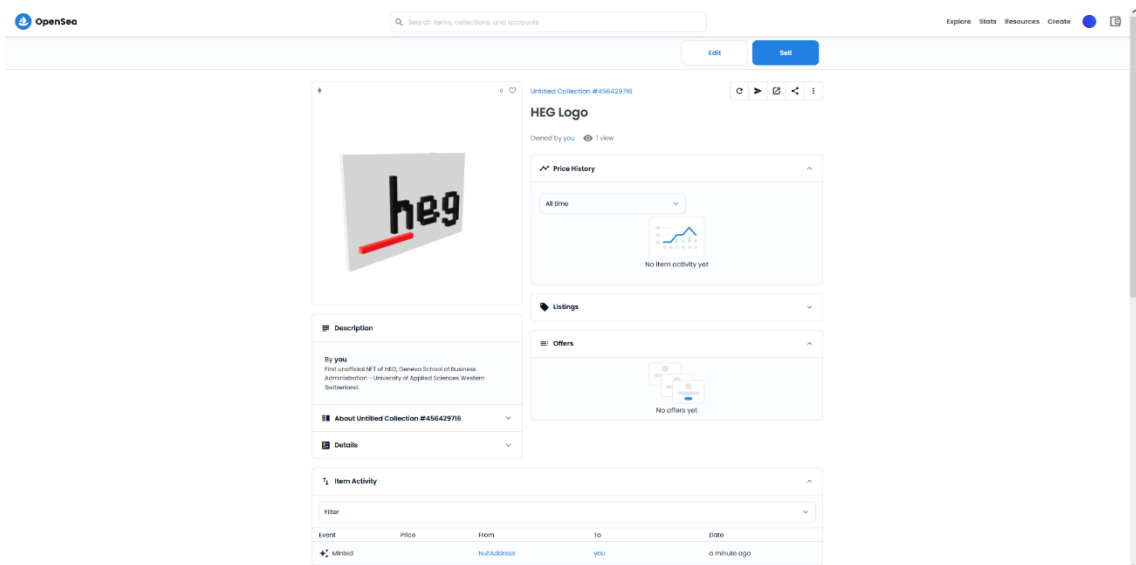 OpenSea
Search items, collections, and accounts
Explore Stats Resources Create
Edit
Sell
0
Untitled Collection #456429716
HEG Logo
Owned by you 1 view
heg
Price History
All time
No item activity yet
Listings
Offers
No offers yet
Description
By you
First unofficial NFT of HEG, Geneva School of Business
Administration - University of Applied Sciences Western
Switzerland.
About Untitled Collection #456429716
Details
Item Activity
Filter
Event Price From To Date
Minted NullAddress you a minute ago